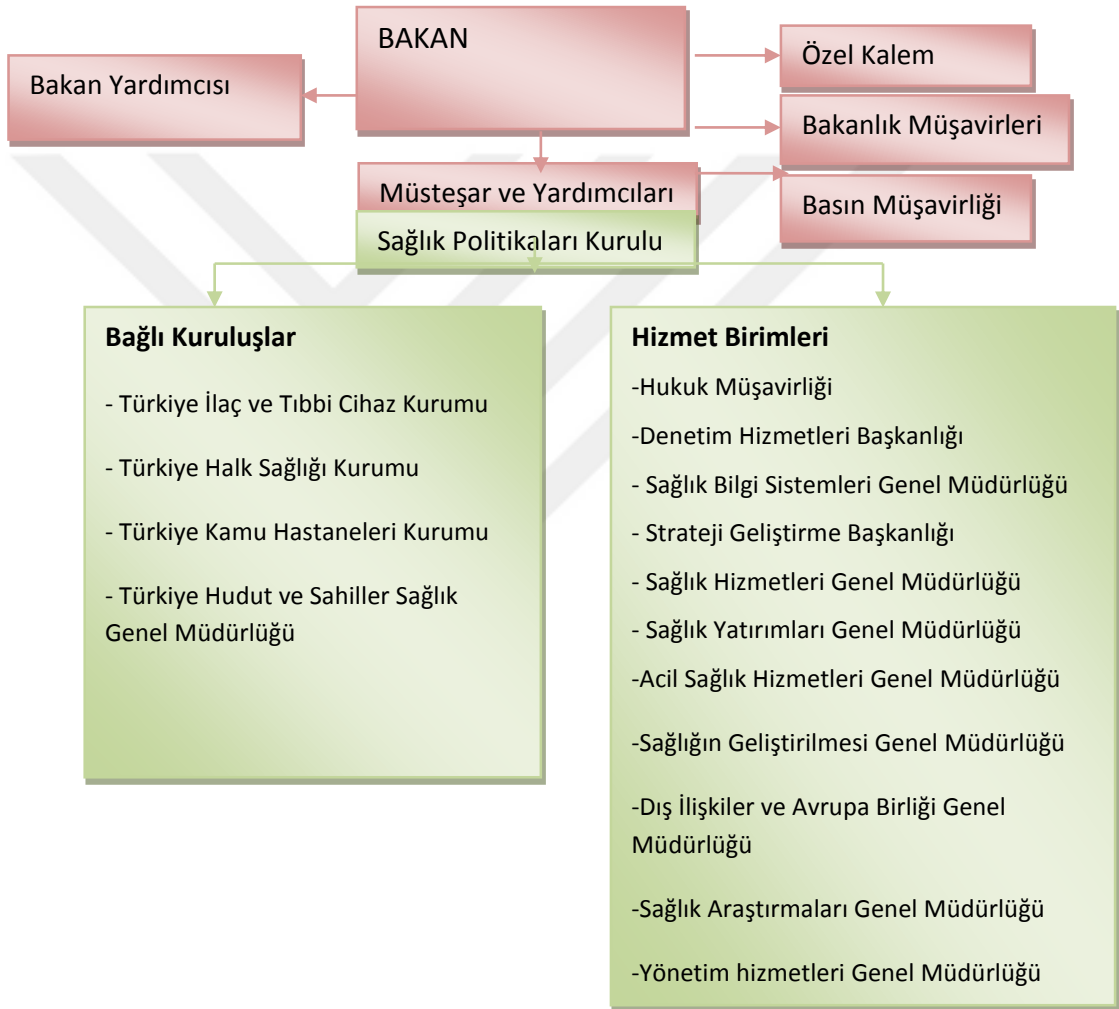 BAKAN
Bakan Yardımcısı
Özel Kalem
Bakanlık Müşavirleri
Müsteşar ve Yardımcıları
Basın Müşavirliği
Sağlık Politikaları Kurulu
Bağlı Kuruluşlar
- Türkiye İlaç ve Tıbbi Cihaz Kurumu
- Türkiye Halk Sağlığı Kurumu
- Türkiye Kamu Hastaneleri Kurumu
- Türkiye Hudut ve Sahiller Sağlık
Genel Müdürlüğü
Hizmet Birimleri
-Hukuk Müşavirliği
-Denetim Hizmetleri Başkanlığı
- Sağlık Bilgi Sistemleri Genel Müdürlüğü
- Strateji Geliştirme Başkanlığı
- Sağlık Hizmetleri Genel Müdürlüğü
- Sağlık Yatırımları Genel Müdürlüğü
-Acil Sağlık Hizmetleri Genel Müdürlüğü
-Sağlığın Geliştirilmesi Genel Müdürlüğü
-Dış İlişkiler ve Avrupa Birliği Genel
Müdürlüğü
-Sağlık Araştırmaları Genel Müdürlüğü
-Yönetim hizmetleri Genel Müdürlüğü